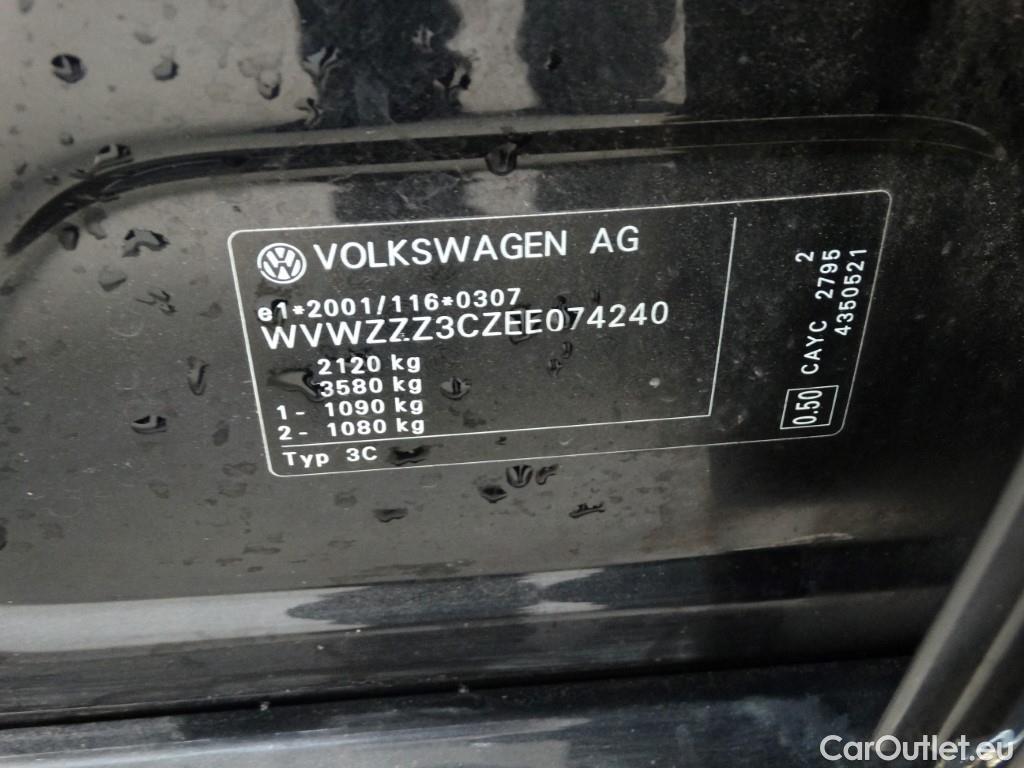 VOLKSWAGEN AG
e1*2001/116*0307
WVWZZZ3CZEE074240
2120 kg
3580 kg
1- 1090 kg
2- 1080 kg
Typ 3C
0.50 CAYC 2795 2
4350521
CarOutlet.eu